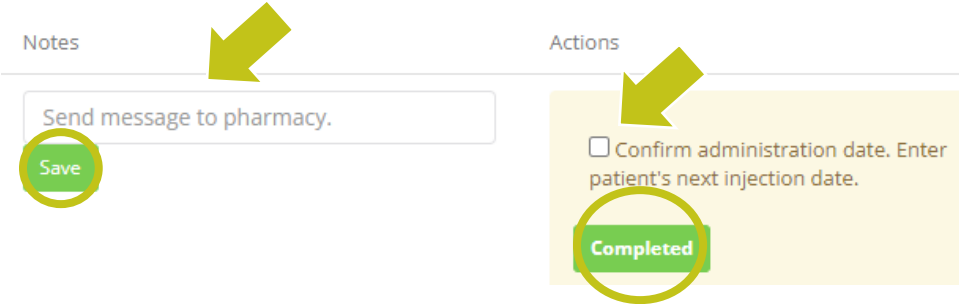 Notes
Actions
Send message to pharmacy.
Save
Confirm administration date. Enter
patient's next injection date.
Completed